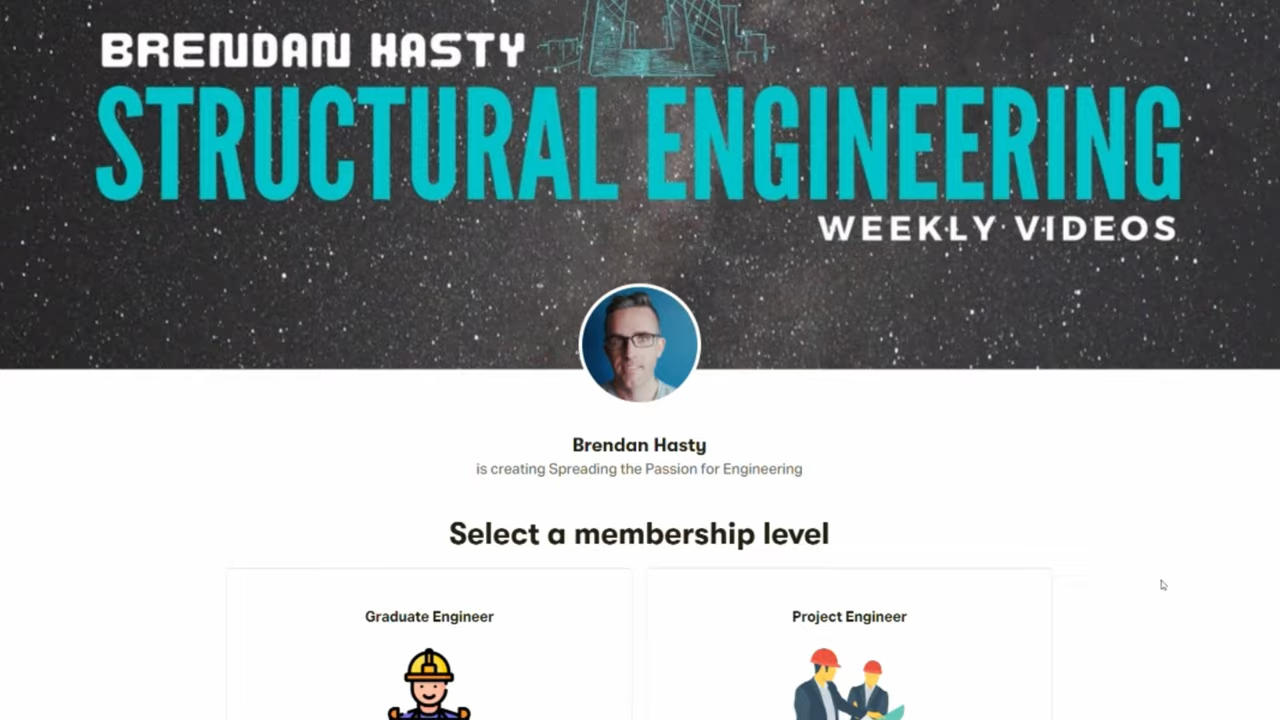 BRENDAN HASTY
STRUCTURAL ENGINEERING
WEEKLY VIDEOS
Brendan Hasty
is creating Spreading the Passion for Engineering
Select a membership level
Graduate Engineer
Project Engineer